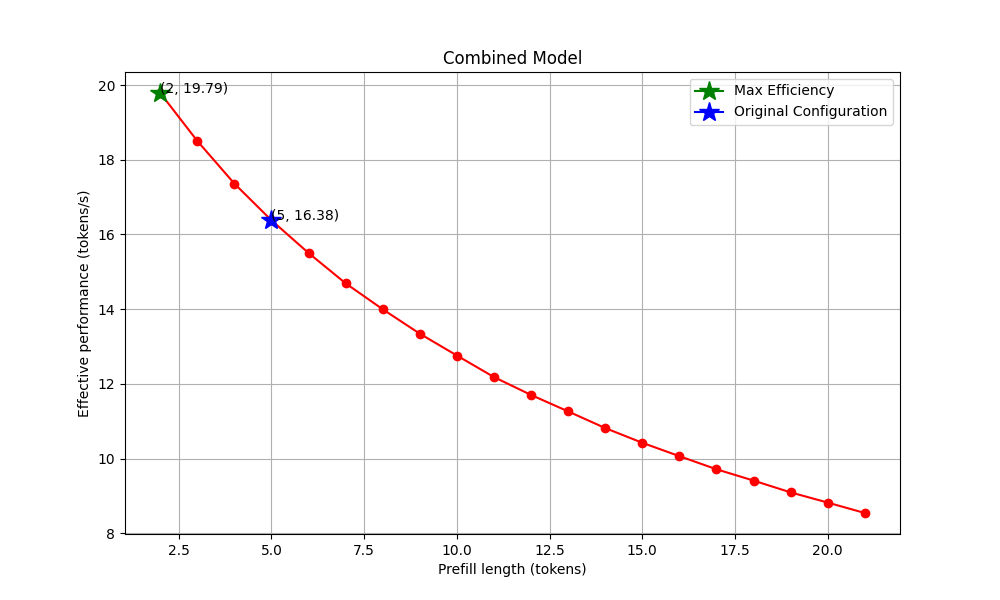 Combined Model
Effective performance (tokens/s)
20
18
16
14
12
10
8
(2, 19.79)
(5, 16.38)
Max Efficiency
Original Configuration
2.5 5.0 7.5 10.0 12.5 15.0 17.5 20.0
Prefill length (tokens)